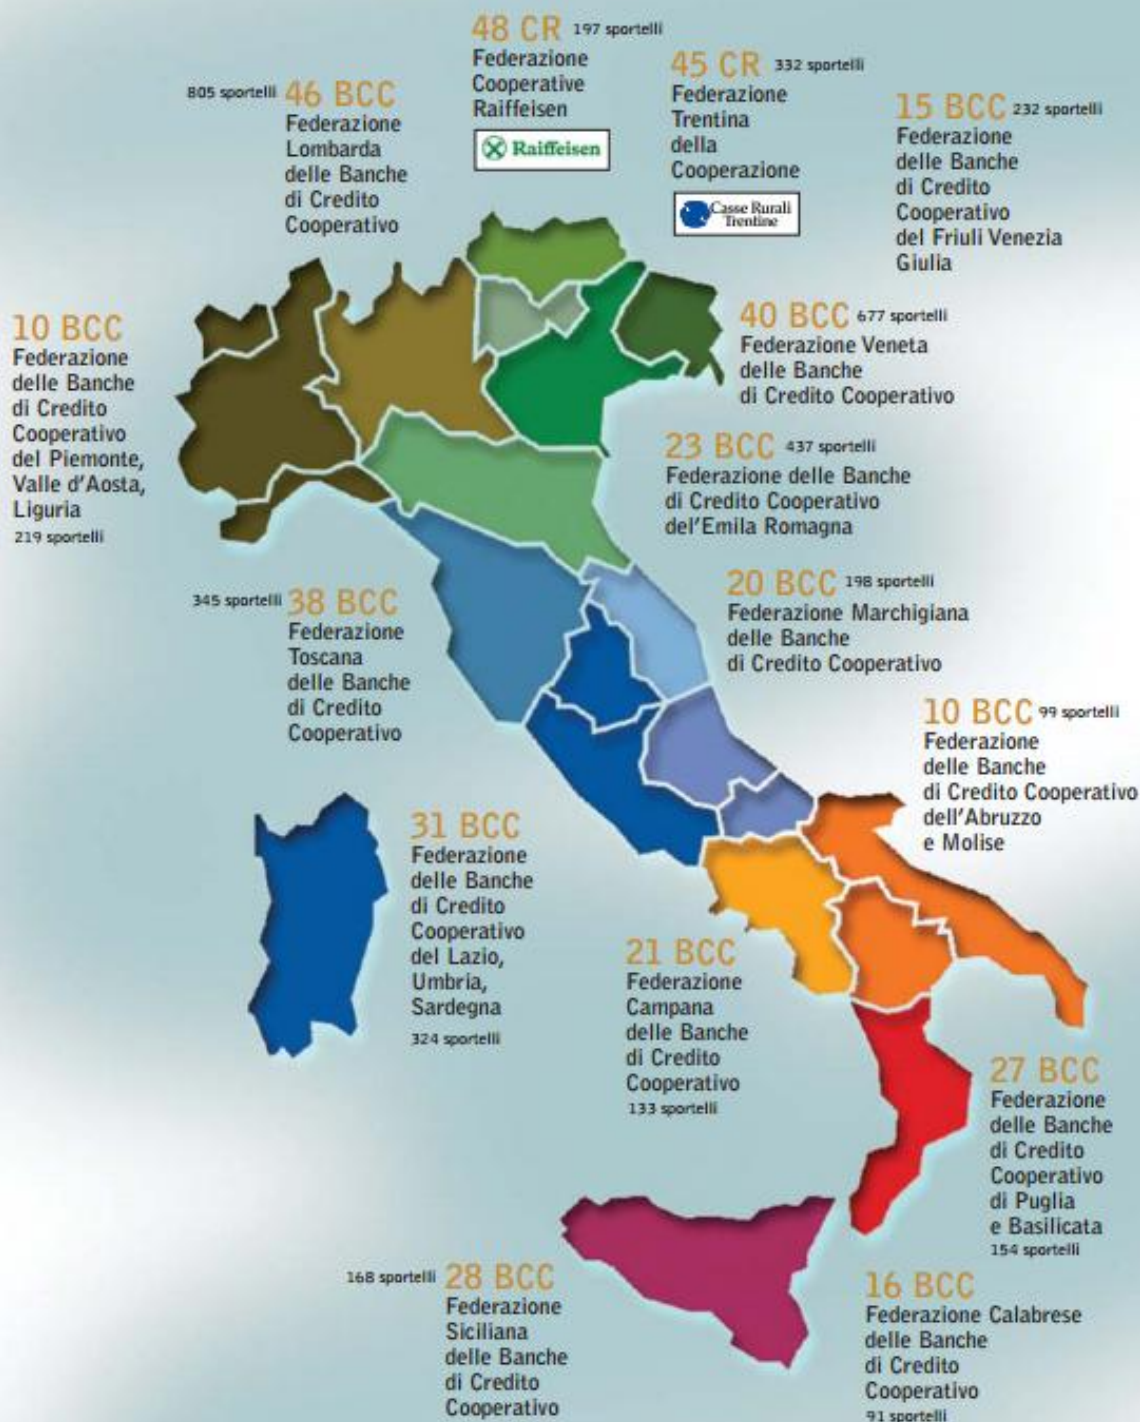 48 CR 197 sportelli
Federazione
Cooperative
Raiffeisen
Raiffeisen
45 CR 332 sportelli
Federazione
Trentina
della
Cooperazione
Casse Rurali
Trentine
805 sportelli 46 BCC
Federazione
Lombarda
delle Banche
di Credito
Cooperativo
15 BCC 232 sportelli
Federazione
delle Banche
di Credito
Cooperativo
del Friuli Venezia
Giulia
10 BCC
Federazione
delle Banche
di Credito
Cooperativo
del Piemonte,
Valle d'Aosta,
Liguria
219 sportelli
40 BCC 677 sportelli
Federazione Veneta
delle Banche
di Credito Cooperativo
23 BCC 437 sportelli
Federazione delle Banche
di Credito Cooperativo
del'Emila Romagna
345 sportelli 38 BCC
Federazione
Toscana
delle Banche
di Credito
Cooperativo
20 BCC 198 sportelli
Federazione Marchigiana
delle Banche
di Credito Cooperativo
10 BCC 99 sportelli
Federazione
delle Banche
di Credito Cooperativo
dell'Abruzzo
e Molise
31 BCC
Federazione
delle Banche
di Credito
Cooperativo
del Lazio,
Umbria,
Sardegna
324 sportelli
21 BCC
Federazione
Campana
delle Banche
di Credito
Cooperativo
133 sportelli
27 BCC
Federazione
delle Banche
di Credito
Cooperativo
di Puglia
e Basilicata
154 sportelli
168 sportelli 28 BCC
Federazione
Siciliana
delle Banche
di Credito
Cooperativo
16 BCC
Federazione Calabrese
delle Banche
di Credito
Cooperativo
91 sportelli